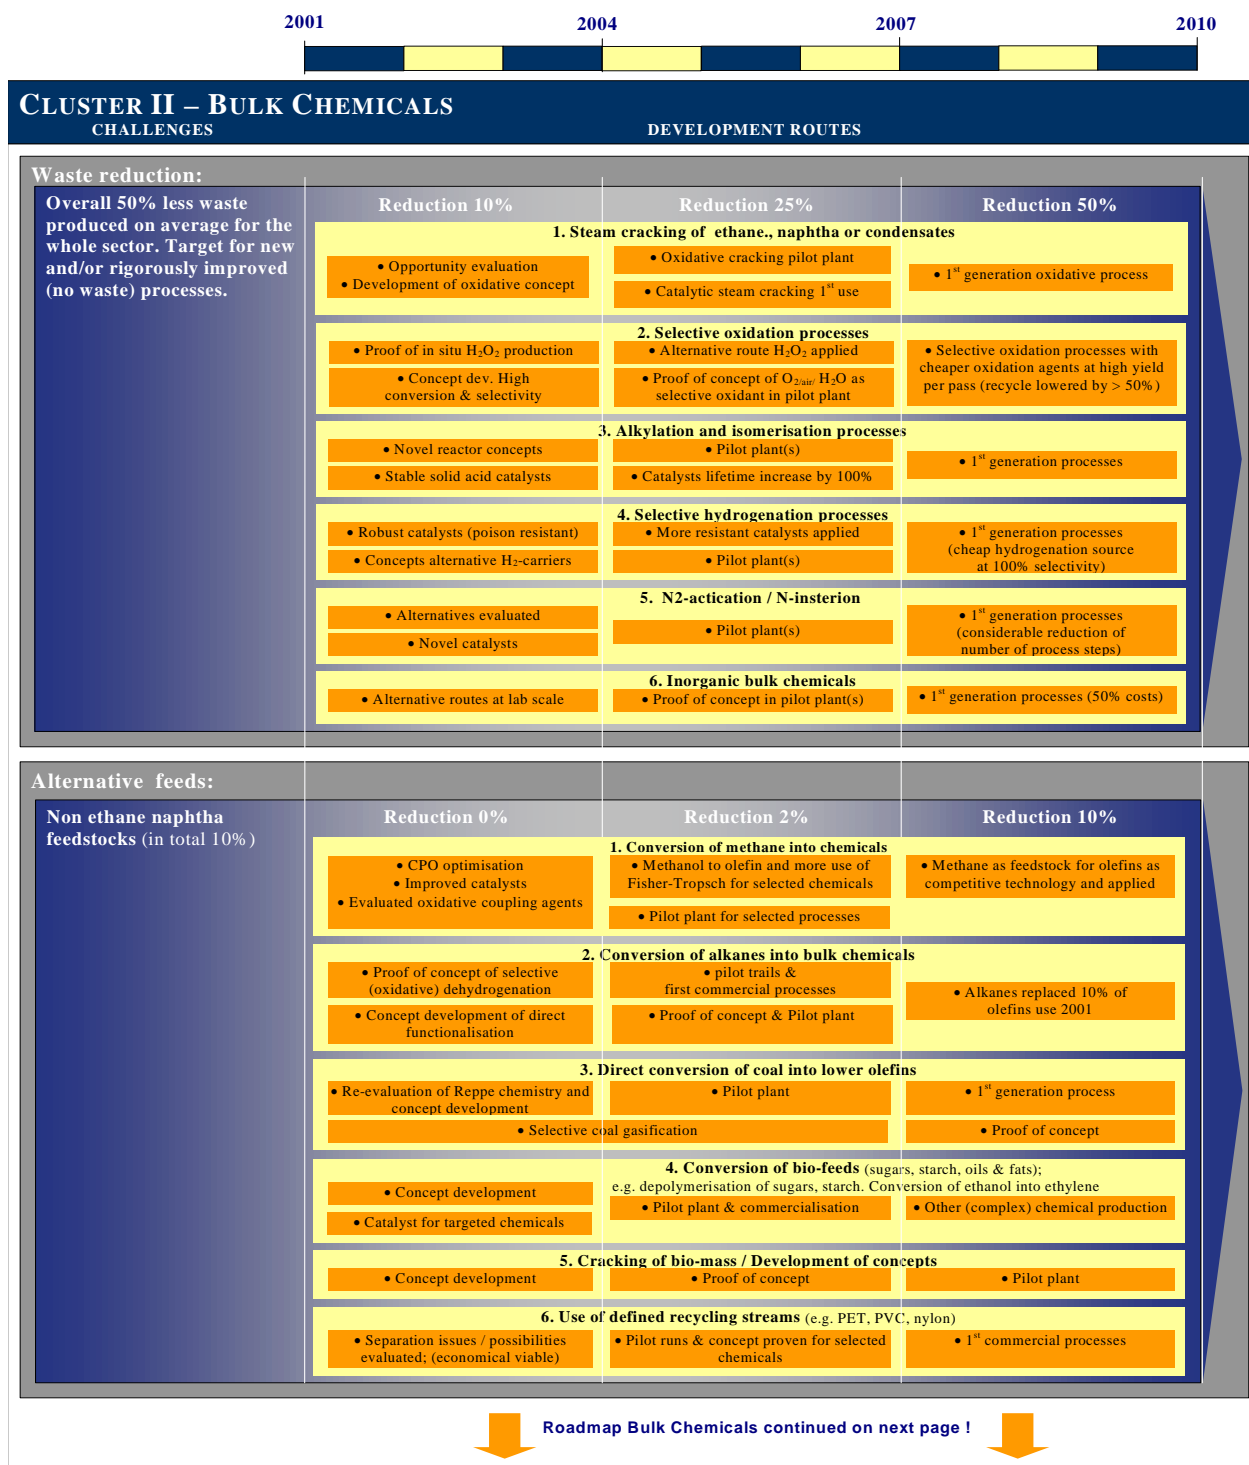 2001 2004 2007 2010
CLUSTER II – BULK CHEMICALS
CHALLENGES DEVELOPMENT ROUTES
Waste reduction:
Overall 50% less waste
produced on average for the
whole sector. Target for new
and/or rigorously improved
(no waste) processes.
Reduction 10% Reduction 25% Reduction 50%
1. Steam cracking of ethane., naphtha or condensates
• Opportunity evaluation
• Development of oxidative concept
• Oxidative cracking pilot plant
• Catalytic steam cracking 1st use
• 1st generation oxidative process
2. Selective oxidation processes
• Proof of in situ H2O2 production
• Concept dev. High
conversion & selectivity
• Alternative route H2O2 applied
• Proof of concept of O2/air/ H2O as
selective oxidant in pilot plant
• Selective oxidation processes with
cheaper oxidation agents at high yield
per pass (recycle lowered by > 50%)
3. Alkylation and isomerisation processes
• Novel reactor concepts
• Stable solid acid catalysts
• Pilot plant(s)
• Catalysts lifetime increase by 100%
• 1st generation processes
4. Selective hydrogenation processes
• Robust catalysts (poison resistant)
• Concepts alternative H2-carriers
• More resistant catalysts applied
• Pilot plant(s)
• 1st generation processes
(cheap hydrogenation source
at 100% selectivity)
5. N2-actication / N-insterion
• Alternatives evaluated
• Novel catalysts
• Pilot plant(s)
• 1st generation processes
(considerable reduction of
number of process steps)
6. Inorganic bulk chemicals
• Alternative routes at lab scale
• Proof of concept in pilot plant(s)
• 1st generation processes (50% costs)
Alternative feeds:
Non ethane naphtha
feedstocks (in total 10%)
Reduction 0% Reduction 2% Reduction 10%
1. Conversion of methane into chemicals
• CPO optimisation
• Improved catalysts
• Evaluated oxidative coupling agents
• Methanol to olefin and more use of
Fisher-Tropsch for selected chemicals
• Pilot plant for selected processes
• Methane as feedstock for olefins as
competitive technology and applied
2. Conversion of alkanes into bulk chemicals
• Proof of concept of selective
(oxidative) dehydrogenation
• Concept development of direct
functionalisation
• pilot trails &
first commercial processes
• Proof of concept & Pilot plant
• Alkanes replaced 10% of
olefins use 2001
3. Direct conversion of coal into lower olefins
• Re-evaluation of Reppe chemistry and
concept development
• Pilot plant
• 1st generation process
• Selective coal gasification
• Proof of concept
4. Conversion of bio-feeds (sugars, starch, oils & fats);
e.g. depolymerisation of sugars, starch. Conversion of ethanol into ethylene
• Concept development
• Catalyst for targeted chemicals
• Pilot plant & commercialisation
• Other (complex) chemical production
5. Cracking of bio-mass / Development of concepts
• Concept development
• Proof of concept
• Pilot plant
6. Use of defined recycling streams (e.g. PET, PVC, nylon)
• Separation issues / possibilities
evaluated; (economical viable)
• Pilot runs & concept proven for selected
chemicals
• 1st commercial processes
Roadmap Bulk Chemicals continued on next page !